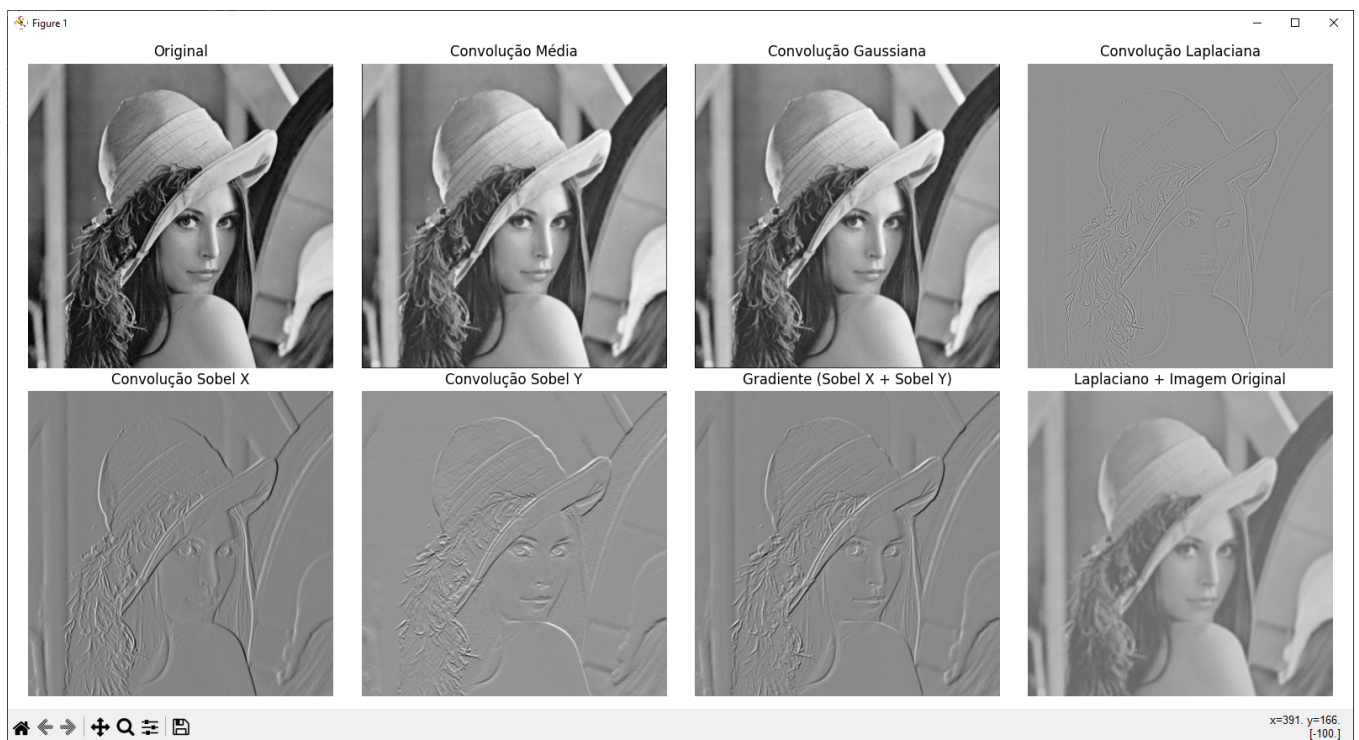 Figure 1
Original
Convolução Média
Convolução Gaussiana
Convolução Laplaciana
Convolução Sobel X
Convolução Sobel Y
Gradiente (Sobel X + Sobel Y)
Laplaciano + Imagem Original
x=391. y=166.
[-100.]